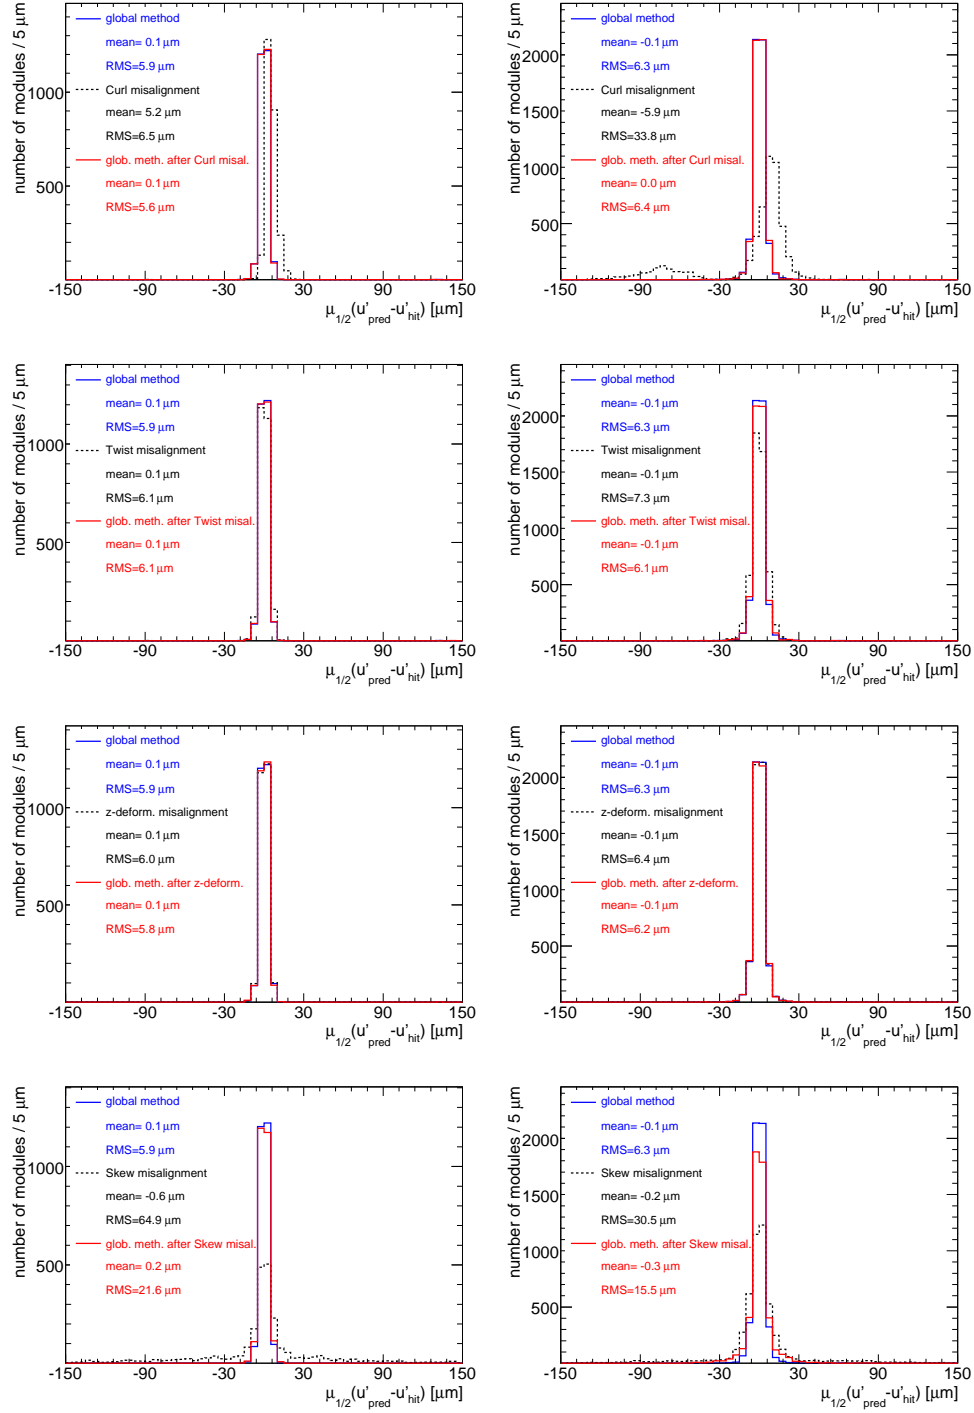 number of modules / 5 μm
global method
mean= 0.1 μm
RMS=5.9 μm
Curl misalignment
mean= 5.2 μm
RMS=6.5 μm
glob. meth. after Curl misal.
mean= 0.1 μm
RMS=5.6 μm
1000
500
-150 -90 -30 30 90 150
μ1/2(u'pred-u'hit) [μm]
number of modules / 5 μm
global method
mean= -0.1 μm
RMS=6.3 μm
Curl misalignment
mean= -5.9 μm
RMS=33.8 μm
glob. meth. after Curl misal.
mean= 0.0 μm
RMS=6.4 μm
2000
1500
1000
500
-150 -90 -30 30 90 150
μ1/2(u'pred-u'hit) [μm]
number of modules / 5 μm
global method
mean= 0.1 μm
RMS=5.9 μm
Twist misalignment
mean= 0.1 μm
RMS=6.1 μm
glob. meth. after Twist misal.
mean= 0.1 μm
RMS=6.1 μm
1000
500
-150 -90 -30 30 90 150
μ1/2(u'pred-u'hit) [μm]
number of modules / 5 μm
global method
mean= -0.1 μm
RMS=6.3 μm
Twist misalignment
mean= -0.1 μm
RMS=7.3 μm
glob. meth. after Twist misal.
mean= -0.1 μm
RMS=6.1 μm
2000
1500
1000
500
-150 -90 -30 30 90 150
μ1/2(u'pred-u'hit) [μm]
number of modules / 5 μm
global method
mean= 0.1 μm
RMS=5.9 μm
z-deform. misalignment
mean= 0.1 μm
RMS=6.0 μm
glob. meth. after z-deform.
mean= 0.1 μm
RMS=5.8 μm
1000
500
-150 -90 -30 30 90 150
μ1/2(u'pred-u'hit) [μm]
number of modules / 5 μm
global method
mean= -0.1 μm
RMS=6.3 μm
z-deform. misalignment
mean= -0.1 μm
RMS=6.4 μm
glob. meth. after z-deform.
mean= -0.1 μm
RMS=6.2 μm
2000
1500
1000
500
-150 -90 -30 30 90 150
μ1/2(u'pred-u'hit) [μm]
number of modules / 5 μm
global method
mean= 0.1 μm
RMS=5.9 μm
Skew misalignment
mean= -0.6 μm
RMS=64.9 μm
glob. meth. after Skew misal.
mean= 0.2 μm
RMS=21.6 μm
1000
500
-150 -90 -30 30 90 150
μ1/2(u'pred-u'hit) [μm]
number of modules / 5 μm
global method
mean= -0.1 μm
RMS=6.3 μm
Skew misalignment
mean= -0.2 μm
RMS=30.5 μm
glob. meth. after Skew misal.
mean= -0.3 μm
RMS=15.5 μm
2000
1500
1000
500
-150 -90 -30 30 90 150
μ1/2(u'pred-u'hit) [μm]